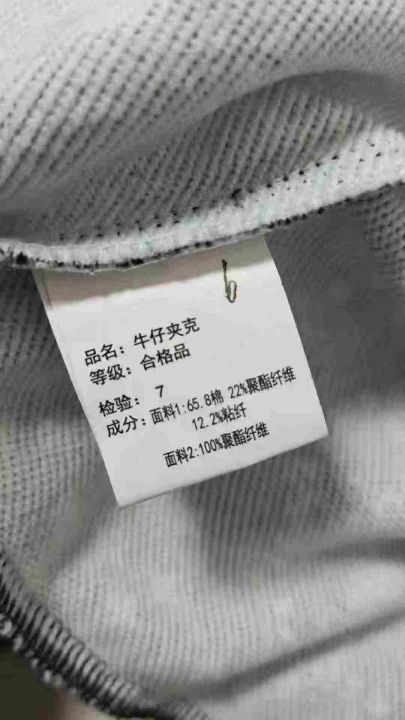 6
品名：牛仔夹克
等级：合格品
检验： 7
成分：面料1:65.8棉 22%聚酯纤维
12.2%粘纤
面料2:100%聚酯纤维